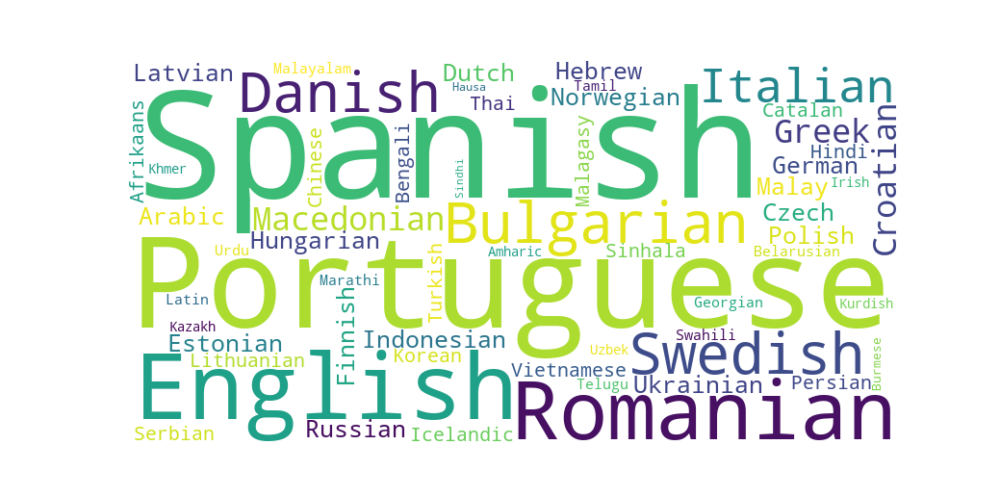 Latvian
Malayalam
Dutch
Hebrew
Italian
Danish
Hausa
Tamil
Thai
Norwegian
Spanish
Catalan
Afrikaans
Greek
Croatian
Chinese
Bengali
Malagasy
Hindi
Khmer
Sindhi
German
Irish
Malay
Arabic
Macedonian
Bulgarian
Czech
Polish
Hungarian
Urdu
Portuguese
Turkish
Amharic
Sinhala
Belarusian
Marathi
Latin
Finnish
Georgian
Kurdish
Kazakh
Estonian
Indonesian
Swahili
Swedish
Lithuanian
Korean
Uzbek
Burmese
English
Vietnamese
Telugu
Ukrainian
Persian
Romanian
Serbian
Russian
Icelandic